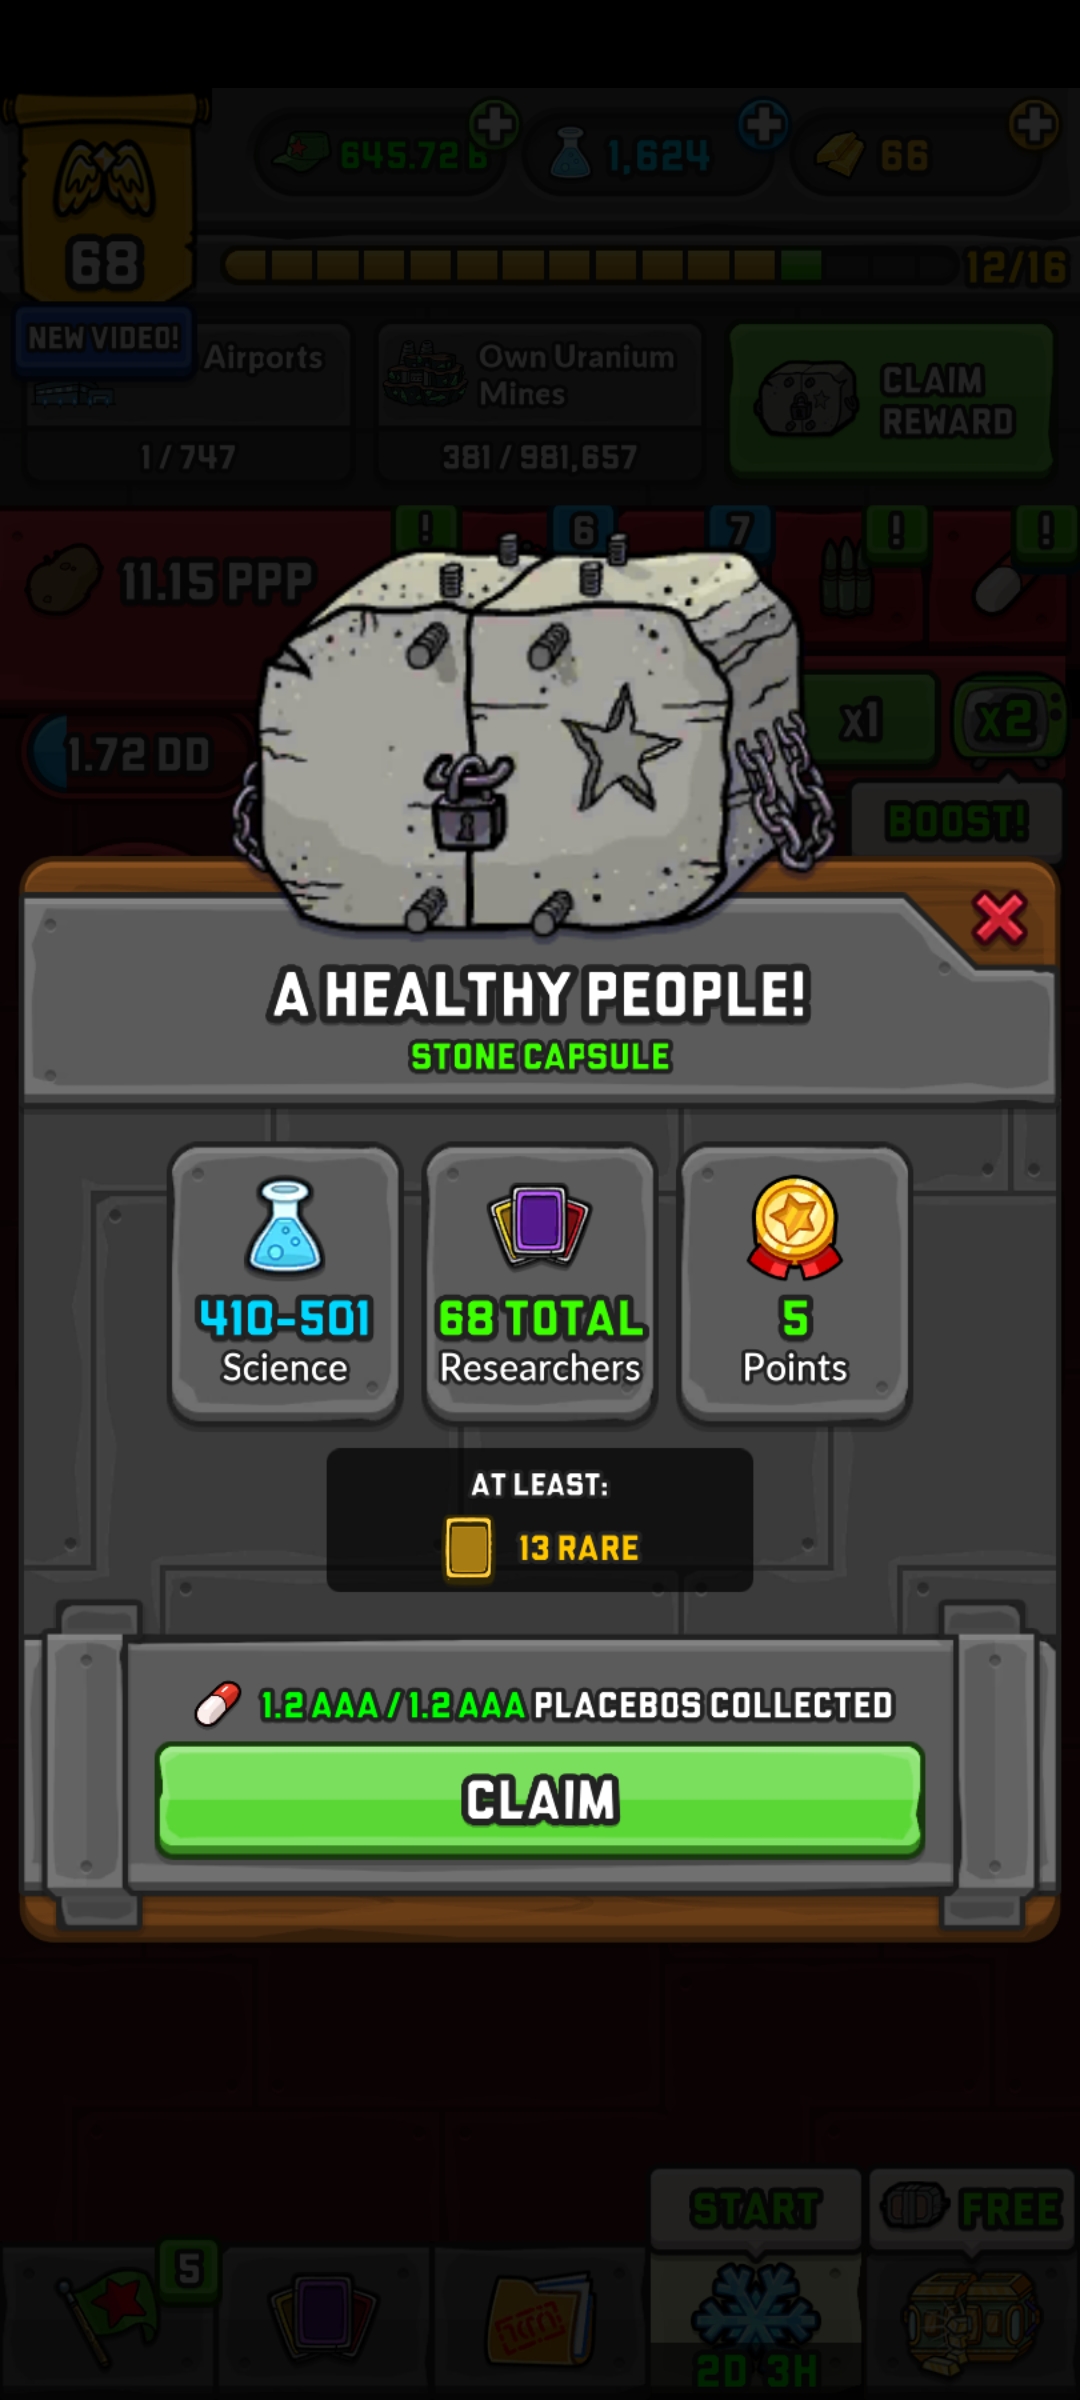 645.72 B
1,624
66
68
12/16
NEW VIDEO!
Airports
1 / 747
Own Uranium
Mines
381 / 981,657
CLAIM
REWARD
!
6
7
!
!
11.15 PPP
1.72 DD
x1
x2
BOOST!
A HEALTHY PEOPLE!
STONE CAPSULE
410-501
Science
68 TOTAL
Researchers
5
Points
AT LEAST:
13 RARE
1.2 AAA / 1.2 AAA PLACEBOS COLLECTED
CLAIM
START
FREE
5
2D 3H